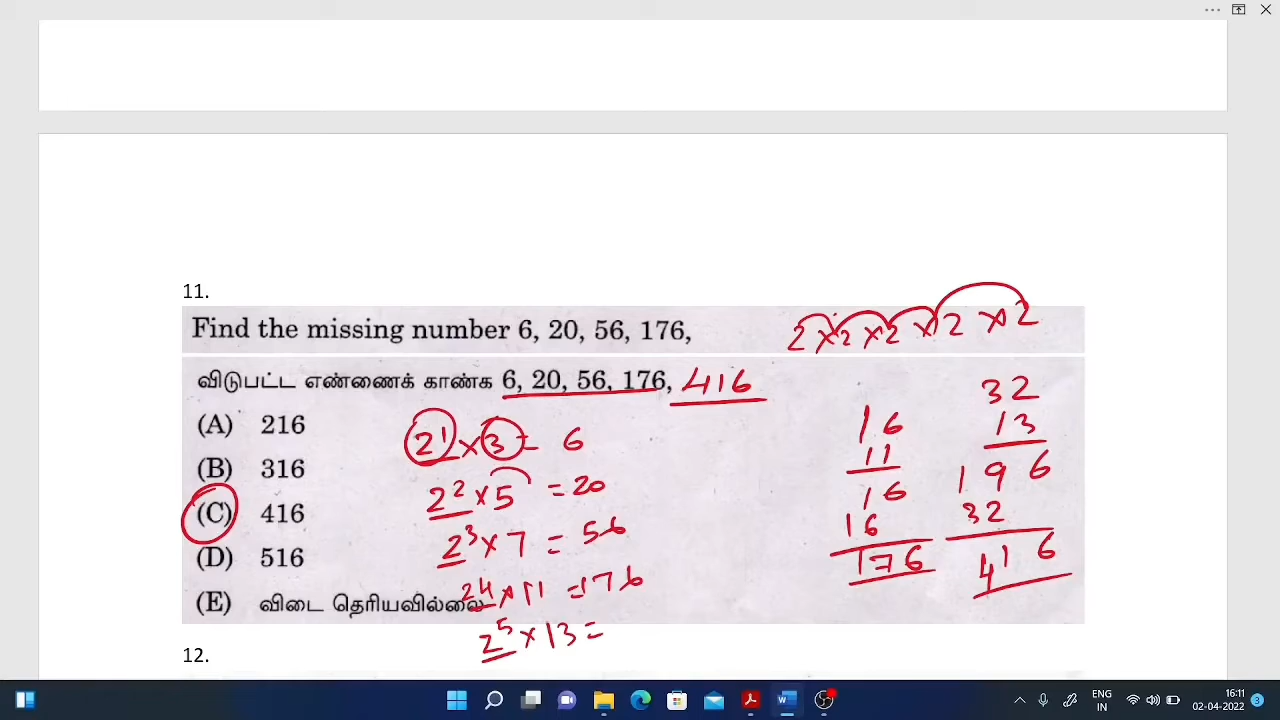 11.
Find the missing number 6, 20, 56, 176,
2 × 2 × 2 × 2 × 2
விடுபட்ட எண்ணைக் காண்க 6, 20, 56, 176, 416
(A) 216
(B) 316
(C) 416
(D) 516
(E) விடை தெரியவில்லை
2¹ × 3 = 6
2² × 5 = 20
2³ × 7 = 56
2⁴ × 11 = 176
2⁵ × 13 =
16
11
16
16
176
32
13
196
32
416
12.
ENG
IN
16:11
02-04-2022
3